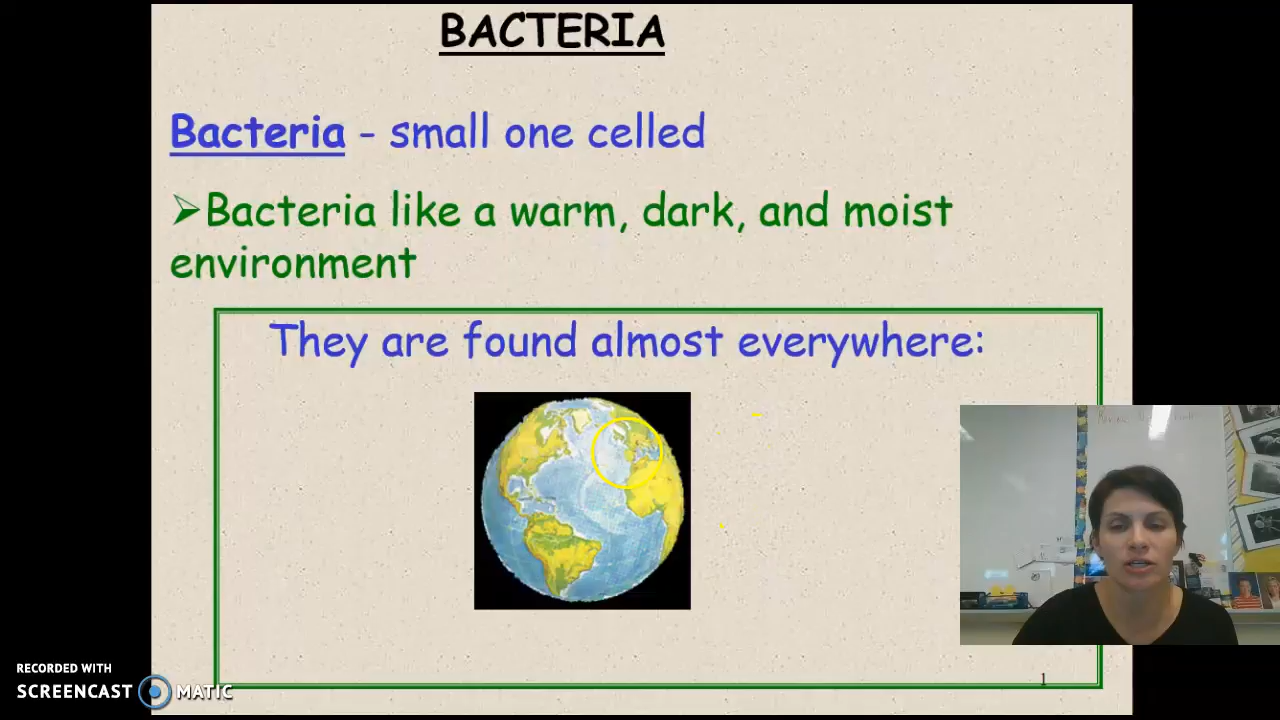 BACTERIA
Bacteria - small one celled
➢Bacteria like a warm, dark, and moist
environment
They are found almost everywhere:
1
RECORDED WITH
SCREENCAST MATIC